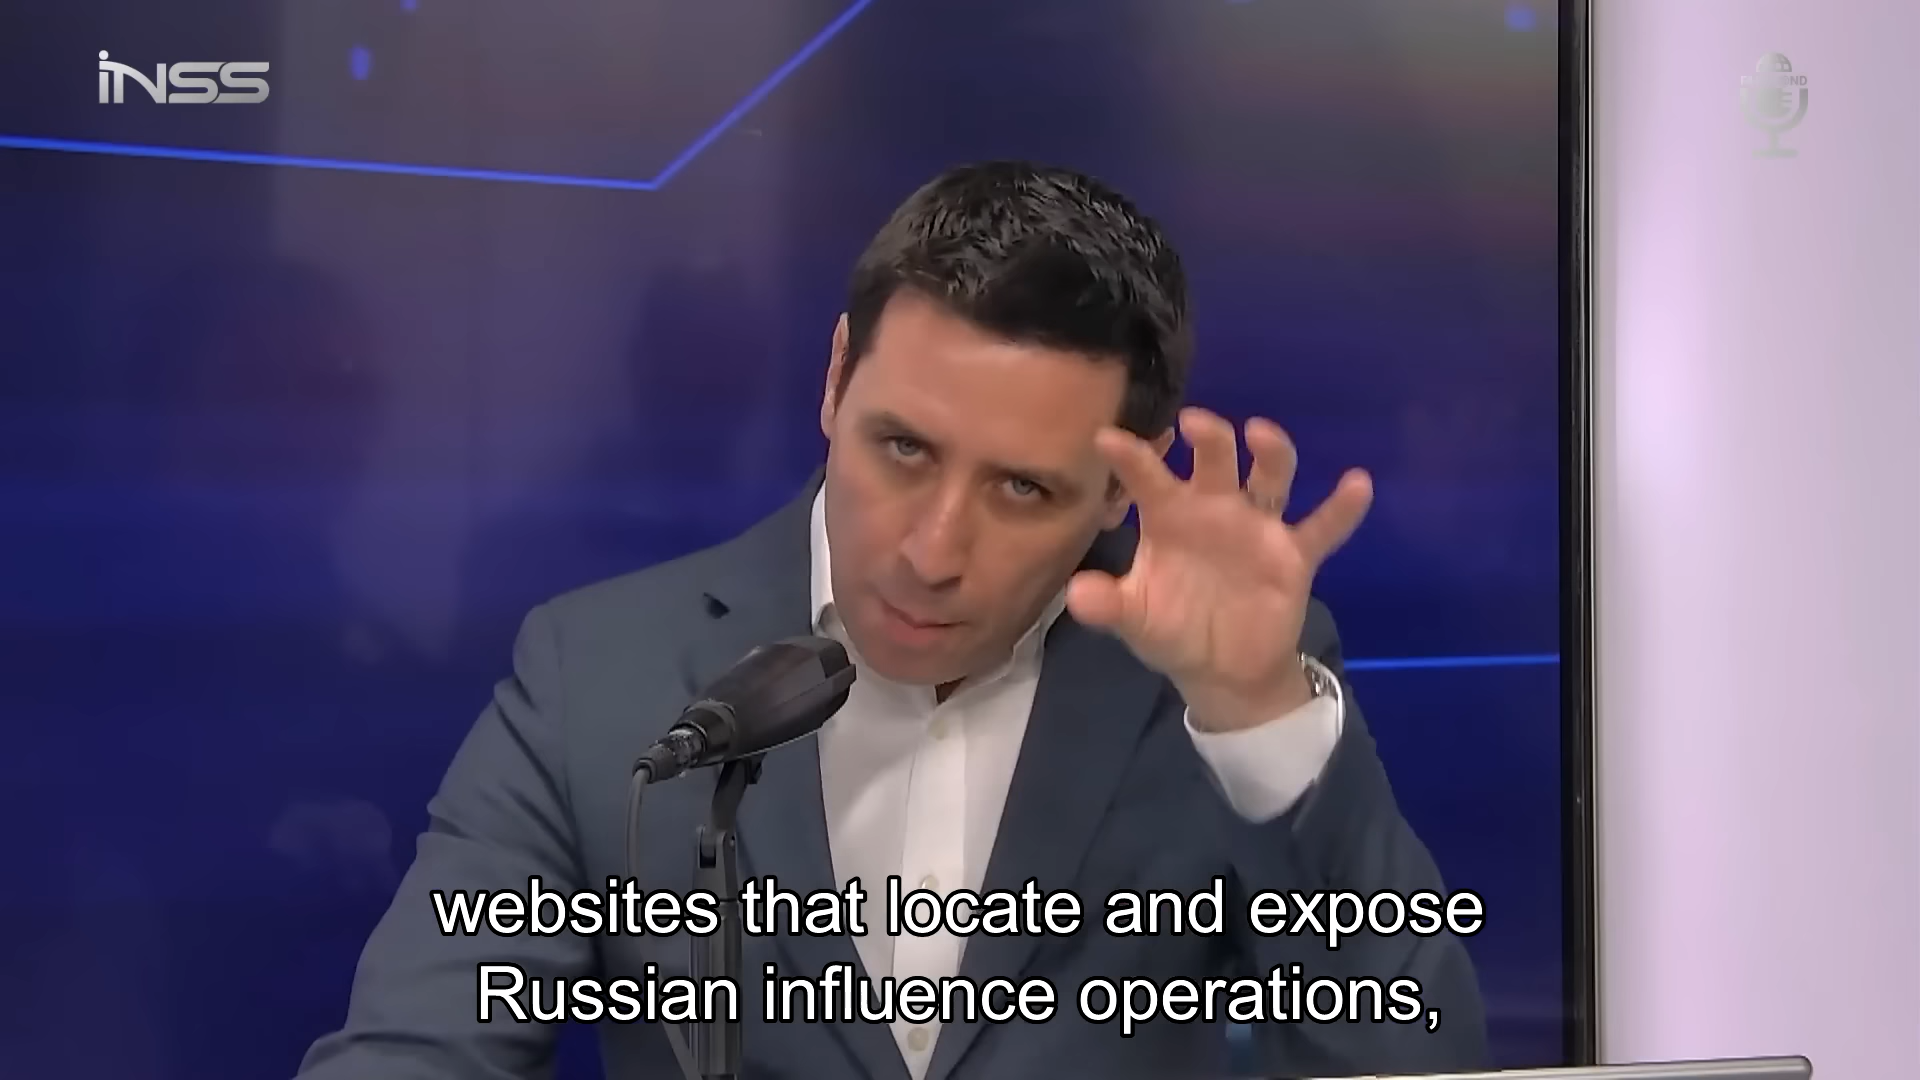 iNSS
websites that locate and expose
Russian influence operations,